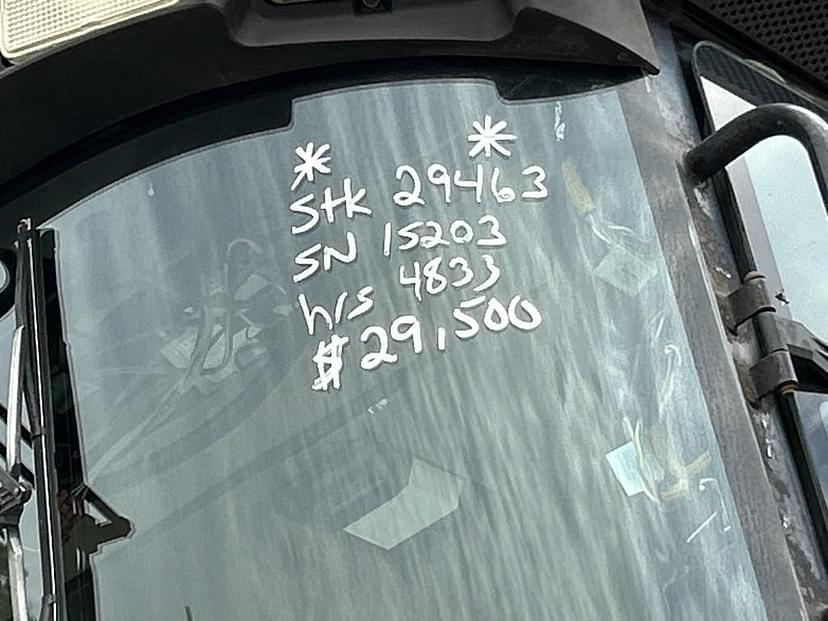 * *
Stk 29463
SN 15203
hrs 4833
$29,500